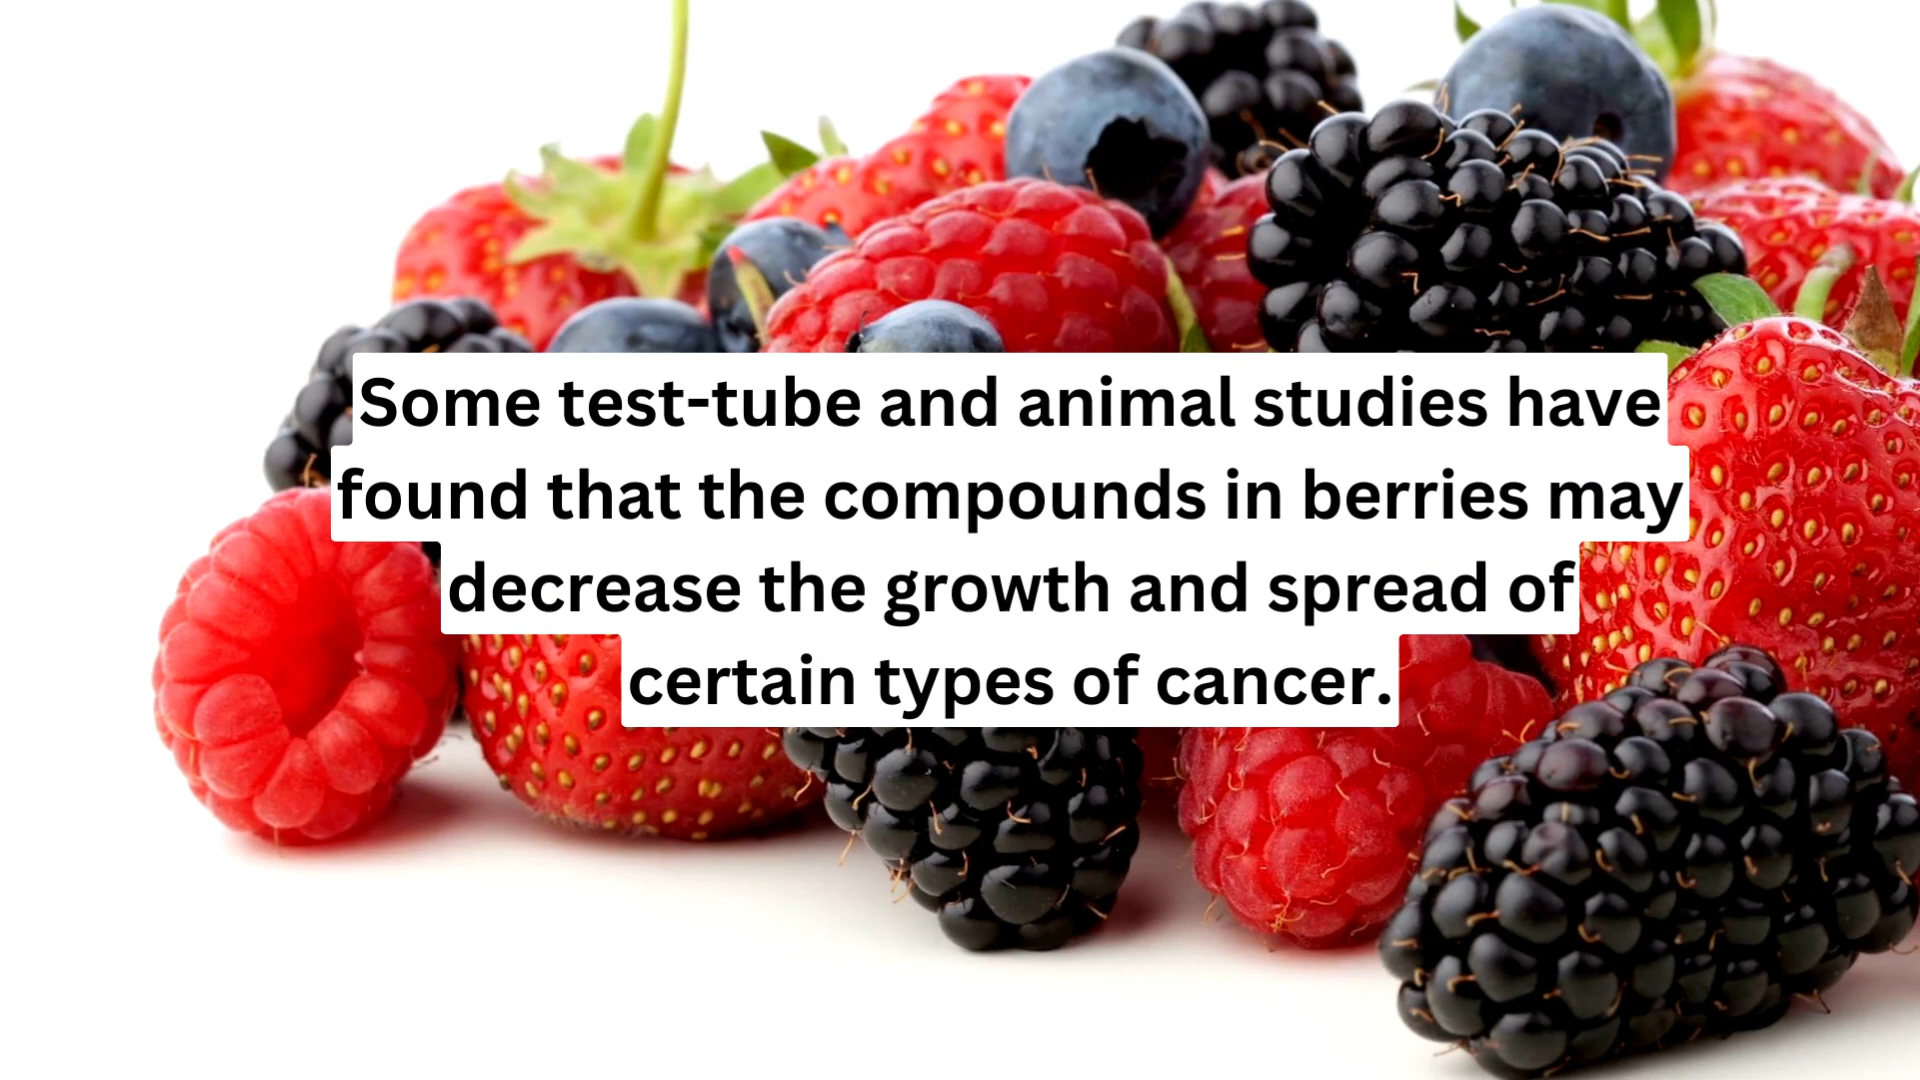 Some test-tube and animal studies have
found that the compounds in berries may
decrease the growth and spread of
certain types of cancer.